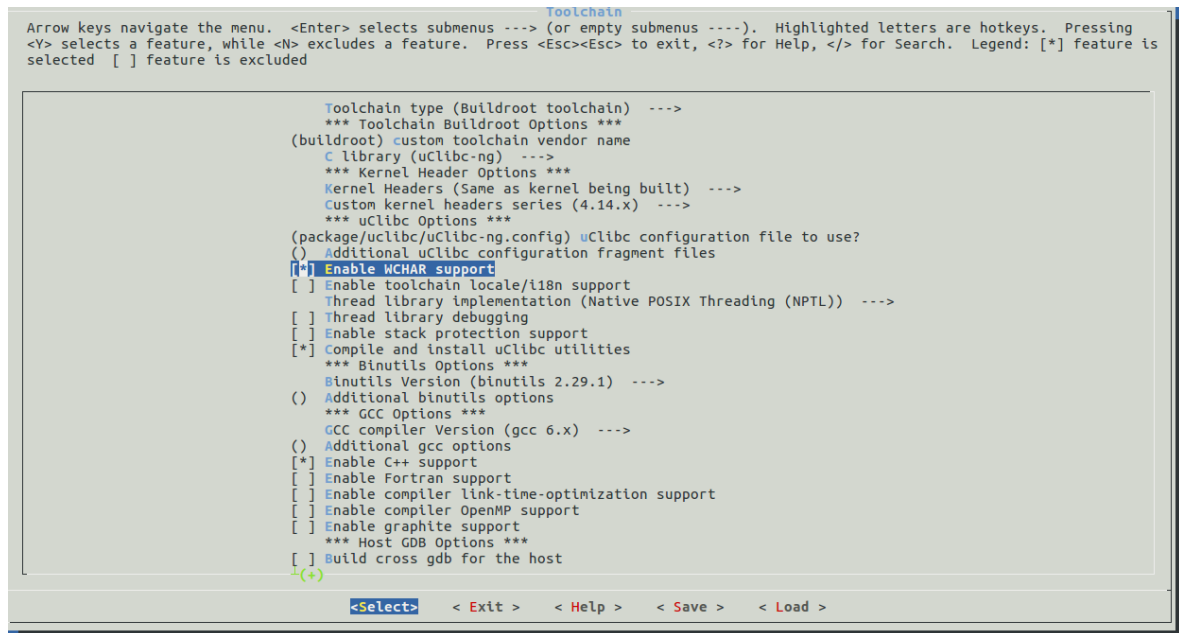 Toolchain
Arrow keys navigate the menu. <Enter> selects submenus ---> (or empty submenus ----). Highlighted letters are hotkeys. Pressing
<Y> selects a feature, while <N> excludes a feature. Press <Esc><Esc> to exit, <?> for Help, </> for Search. Legend: [*] feature is
selected [ ] feature is excluded
Toolchain type (Buildroot toolchain) --->
*** Toolchain Buildroot Options ***
(buildroot) custom toolchain vendor name
C library (uClibc-ng) --->
*** Kernel Header Options ***
Kernel Headers (Same as kernel being built) --->
Custom kernel headers series (4.14.x) --->
*** uClibc Options ***
(package/uclibc/uClibc-ng.config) uClibc configuration file to use?
() Additional uClibc configuration fragment files
[*] Enable WCHAR support
[ ] Enable toolchain locale/i18n support
Thread library implementation (Native POSIX Threading (NPTL)) --->
[ ] Thread library debugging
[ ] Enable stack protection support
[*] Compile and install uClibc utilities
*** Binutils Options ***
Binutils Version (binutils 2.29.1) --->
() Additional binutils options
*** GCC Options ***
GCC compiler Version (gcc 6.x) --->
() Additional gcc options
[*] Enable C++ support
[ ] Enable Fortran support
[ ] Enable compiler link-time-optimization support
[ ] Enable compiler OpenMP support
[ ] Enable graphite support
*** Host GDB Options ***
[ ] Build cross gdb for the host
┴(+)
<Select> < Exit > < Help > < Save > < Load >